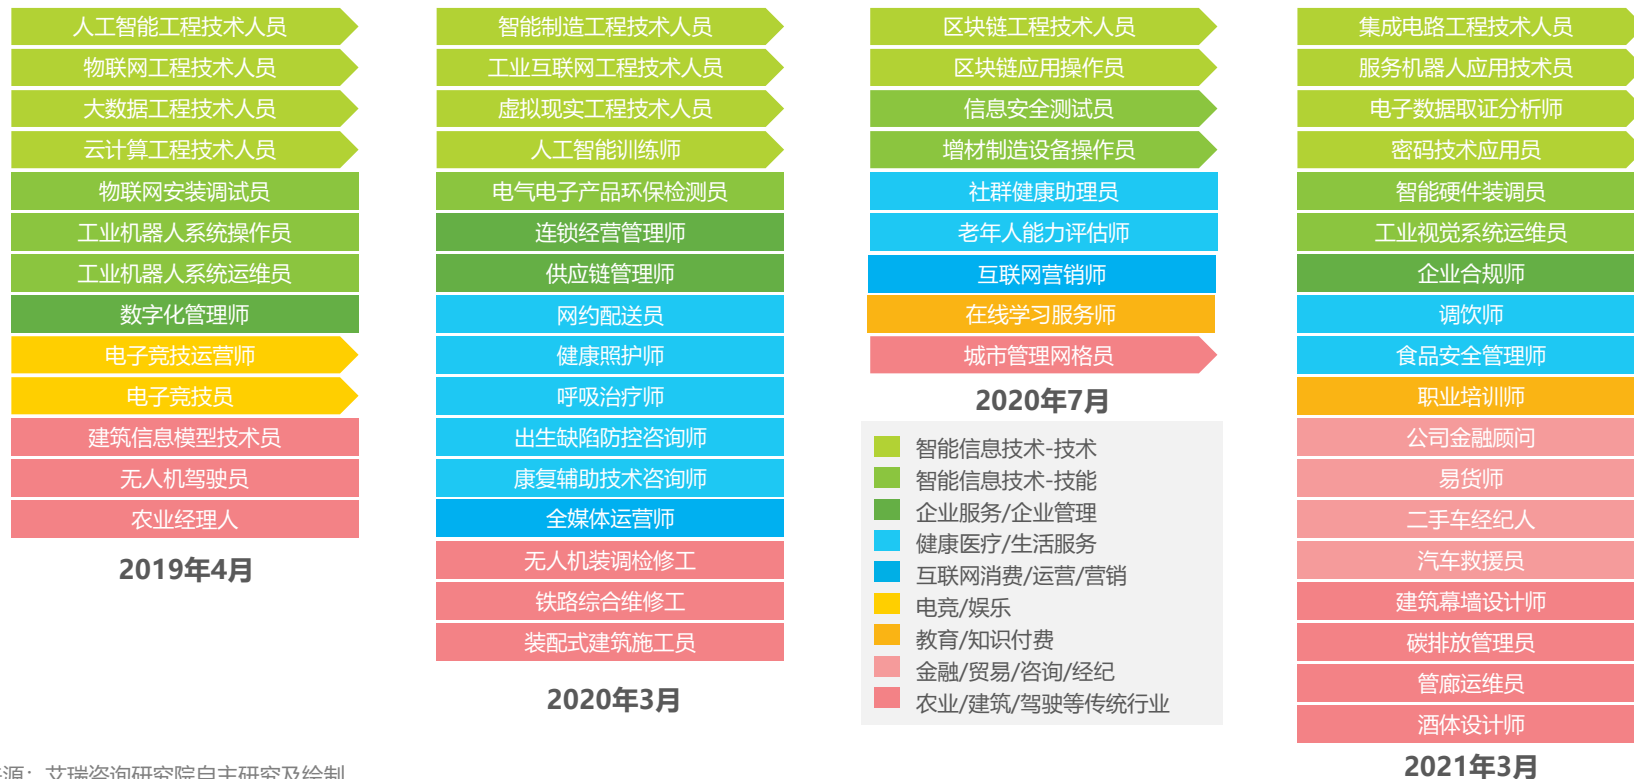 人工智能工程技术人员
物联网工程技术人员
大数据工程技术人员
云计算工程技术人员
物联网安装调试员
工业机器人系统操作员
工业机器人系统运维员
数字化管理师
电子竞技运营师
电子竞技员
建筑信息模型技术员
无人机驾驶员
农业经理人
2019年4月
智能制造工程技术人员
工业互联网工程技术人员
虚拟现实工程技术人员
人工智能训练师
电气电子产品环保检测员
连锁经营管理师
供应链管理师
网约配送员
健康照护师
呼吸治疗师
出生缺陷防控咨询师
康复辅助技术咨询师
全媒体运营师
无人机装调检修工
铁路综合维修工
装配式建筑施工员
2020年3月
区块链工程技术人员
区块链应用操作员
信息安全测试员
增材制造设备操作员
社群健康助理员
老年人能力评估师
互联网营销师
在线学习服务师
城市管理网格员
2020年7月
智能信息技术-技术
智能信息技术-技能
企业服务/企业管理
健康医疗/生活服务
互联网消费/运营/营销
电竞/娱乐
教育/知识付费
金融/贸易/咨询/经纪
农业/建筑/驾驶等传统行业
集成电路工程技术人员
服务机器人应用技术员
电子数据取证分析师
密码技术应用员
智能硬件装调员
工业视觉系统运维员
企业合规师
调饮师
食品安全管理师
职业培训师
公司金融顾问
易货师
二手车经纪人
汽车救援员
建筑幕墙设计师
碳排放管理员
管廊运维员
酒体设计师
2021年3月
源：艾瑞咨询研究院自主研究及绘制